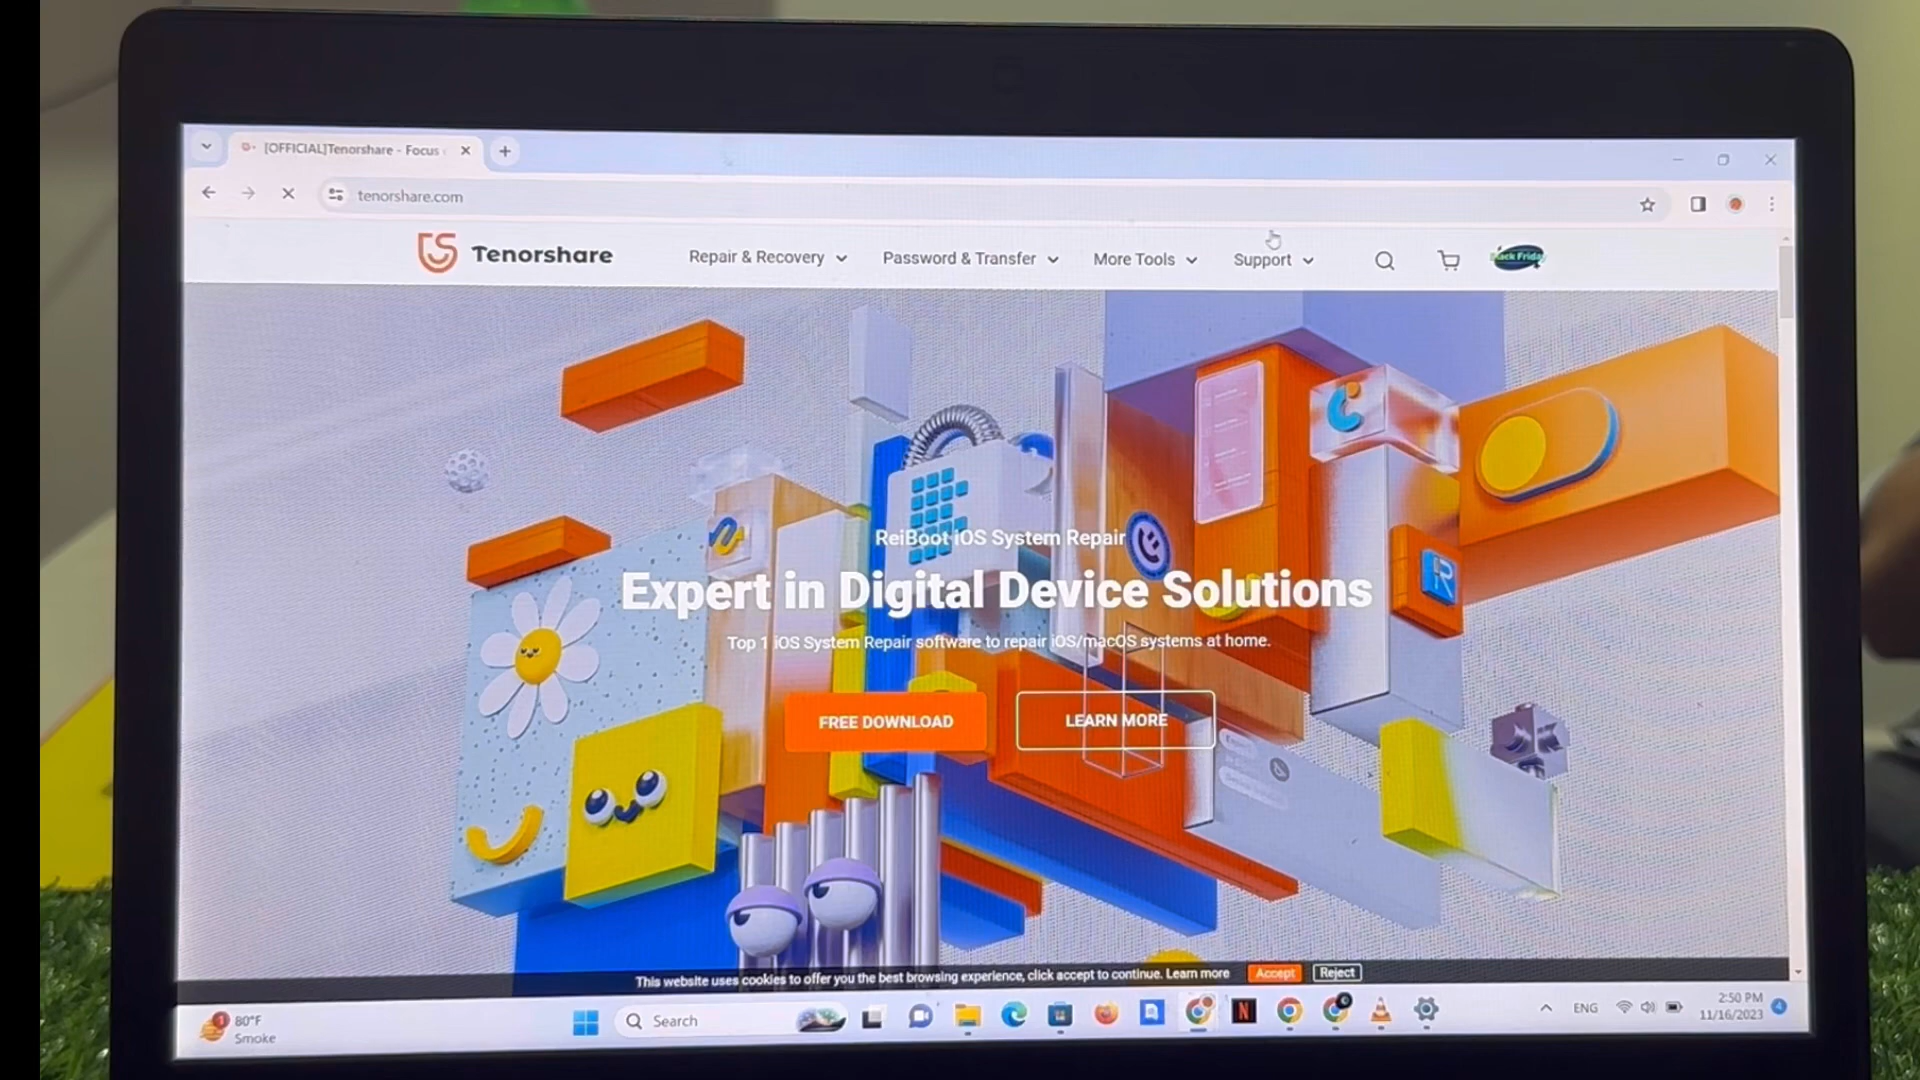 [OFFICIAL]Tenorshare - Focus
tenorshare.com
Tenorshare
Repair & Recovery
Password & Transfer
More Tools
Support
ReiBoot iOS System Repair
Expert in Digital Device Solutions
Top 1 iOS System Repair software to repair iOS/macOS systems at home.
FREE DOWNLOAD
LEARN MORE
This website uses cookies to offer you the best browsing experience, click accept to continue. Learn more
Accept
Reject
80°F
Smoke
Search
ENG
2:50 PM
11/16/2023